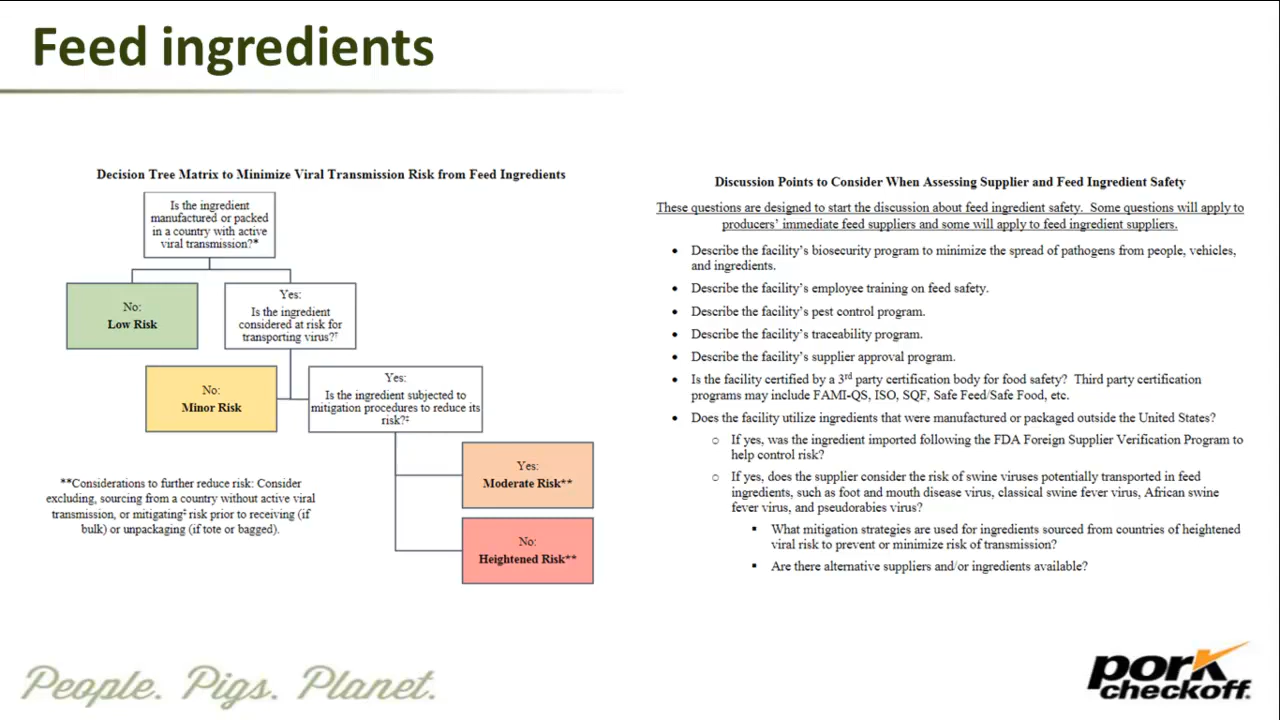 Feed ingredients
Decision Tree Matrix to Minimize Viral Transmission Risk from Feed Ingredients
Is the ingredient
manufactured or packed
in a country with active
viral transmission?*
No:
Low Risk
Yes:
Is the ingredient
considered at risk for
transporting virus?†
No:
Minor Risk
Yes:
Is the ingredient subjected to
mitigation procedures to reduce its
risk?‡
Yes:
Moderate Risk**
No:
Heightened Risk**
**Considerations to further reduce risk: Consider
excluding, sourcing from a country without active viral
transmission, or mitigating‡ risk prior to receiving (if
bulk) or unpackaging (if tote or bagged).
Discussion Points to Consider When Assessing Supplier and Feed Ingredient Safety
These questions are designed to start the discussion about feed ingredient safety. Some questions will apply to
producers' immediate feed suppliers and some will apply to feed ingredient suppliers.
• Describe the facility's biosecurity program to minimize the spread of pathogens from people, vehicles,
and ingredients.
• Describe the facility's employee training on feed safety.
• Describe the facility's pest control program.
• Describe the facility's traceability program.
• Describe the facility's supplier approval program.
• Is the facility certified by a 3rd party certification body for food safety? Third party certification
programs may include FAMI-QS, ISO, SQF, Safe Feed/Safe Food, etc.
• Does the facility utilize ingredients that were manufactured or packaged outside the United States?
○ If yes, was the ingredient imported following the FDA Foreign Supplier Verification Program to
help control risk?
○ If yes, does the supplier consider the risk of swine viruses potentially transported in feed
ingredients, such as foot and mouth disease virus, classical swine fever virus, African swine
fever virus, and pseudorabies virus?
▪ What mitigation strategies are used for ingredients sourced from countries of heightened
viral risk to prevent or minimize risk of transmission?
▪ Are there alternative suppliers and/or ingredients available?
People. Pigs. Planet.
pork
checkoff.